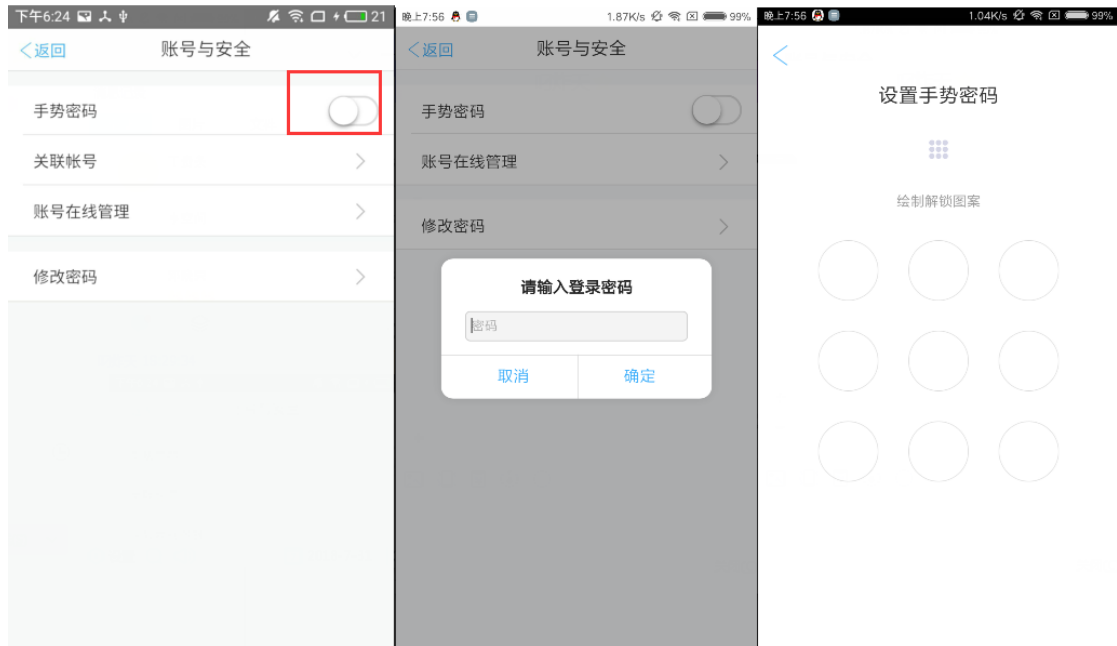 下午6:24
21
返回
账号与安全
手势密码
关联帐号
账号在线管理
修改密码
晚上7:56
1.87K/s
99%
返回
账号与安全
手势密码
账号在线管理
修改密码
请输入登录密码
密码
取消
确定
晚上7:56
1.04K/s
99%
设置手势密码
绘制解锁图案